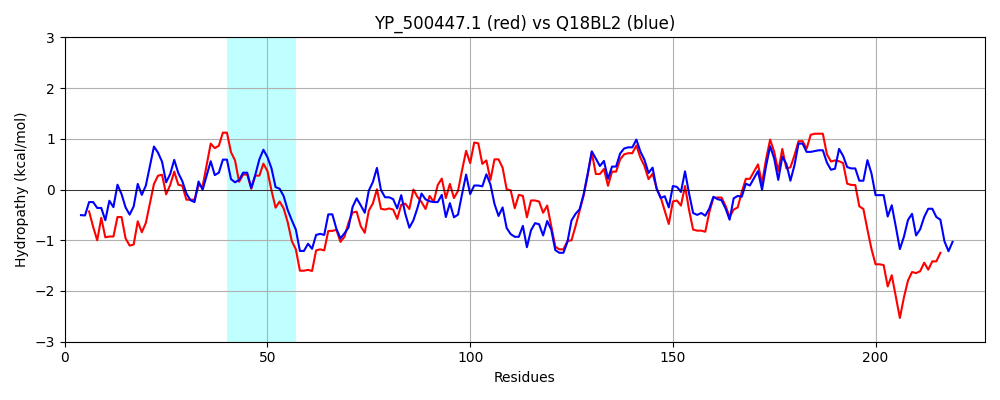 YP_500447.1 (red) vs Q18BL2 (blue)
Hydropathy (kcal/mol)
3
2
1
0
−1
−2
−3
0 50 100 150 200
Residues